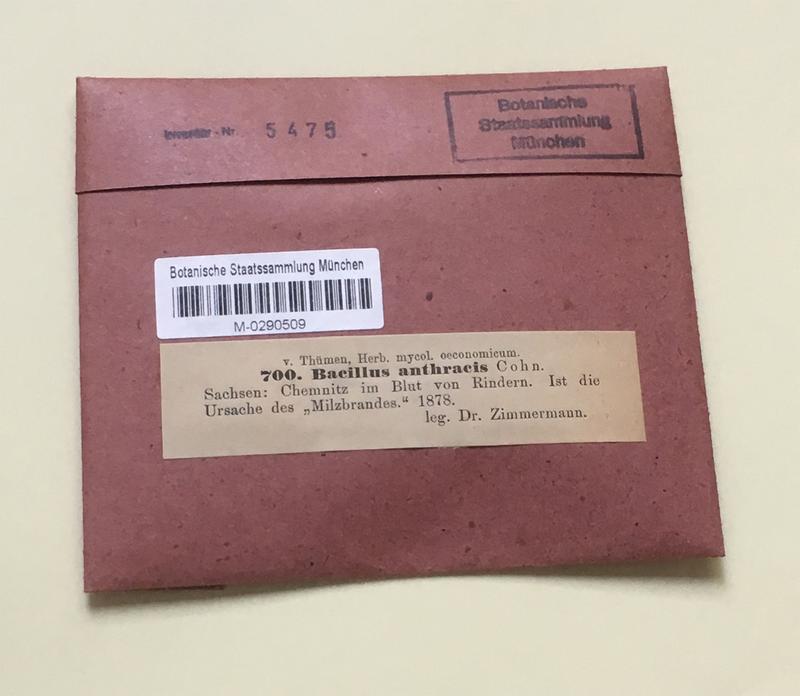 Inventar - Nr. 5475
Botanische
Staatssammlung
München
Botanische Staatssammlung München
M-0290509
v. Thümen, Herb. mycol. oeconomicum.
700. Bacillus anthracis Cohn.
Sachsen: Chemnitz im Blut von Rindern. Ist die
Ursache des „Milzbrandes.“ 1878.
leg. Dr. Zimmermann.